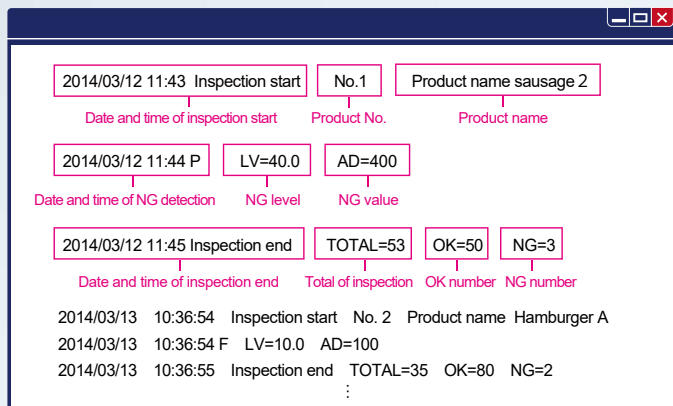 2014/03/12 11:43 Inspection start No.1 Product name sausage 2
Date and time of inspection start Product No. Product name
2014/03/12 11:44 P LV=40.0 AD=400
Date and time of NG detection NG level NG value
2014/03/12 11:45 Inspection end TOTAL=53 OK=50 NG=3
Date and time of inspection end Total of inspection OK number NG number
2014/03/13 10:36:54 Inspection start No. 2 Product name Hamburger A
2014/03/13 10:36:54 F LV=10.0 AD=100
2014/03/13 10:36:55 Inspection end TOTAL=35 OK=80 NG=2
⋮